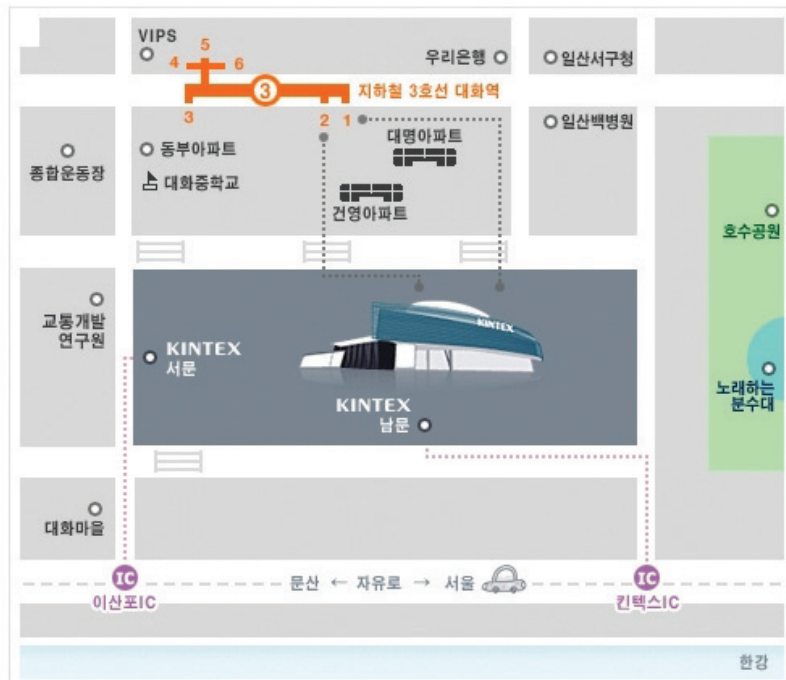 VIPS
5
4
6
우리은행
일산서구청
3
지하철 3호선 대화역
3
2
1
일산백병원
대명아파트
동부아파트
종합운동장
대화중학교
건영아파트
호수공원
교통개발
연구원
KINTEX
KINTEX
서문
노래하는
분수대
KINTEX
남문
대화마을
IC
문산 ← 자유로 → 서울
IC
이산포IC
킨텍스IC
한강